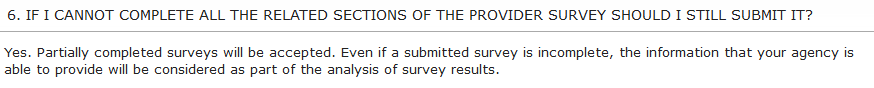 6. IF I CANNOT COMPLETE ALL THE RELATED SECTIONS OF THE PROVIDER SURVEY SHOULD I STILL SUBMIT IT?
Yes. Partially completed surveys will be accepted. Even if a submitted survey is incomplete, the information that your agency is
able to provide will be considered as part of the analysis of survey results.